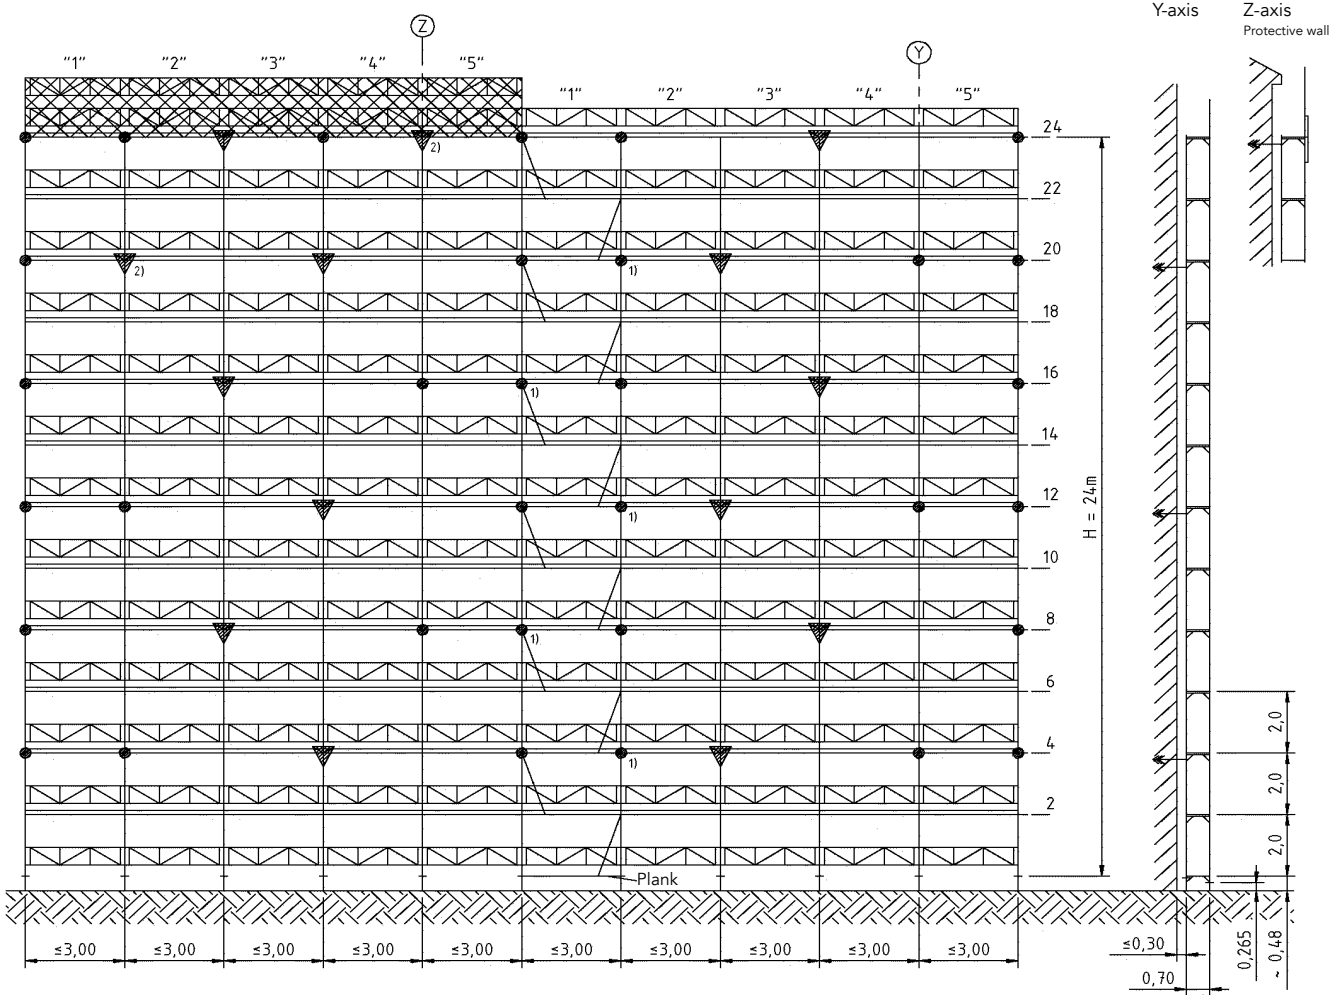 Y-axis
Z-axis
Protective wall
Z
Y
"1" "2" "3" "4" "5"
"1" "2" "3" "4" "5"
24
2)
22
20
2)
1)
18
16
1)
14
12
1)
10
8
1)
6
4
1)
2
H = 24m
2,0
2,0
2,0
Plank
≤3,00 ≤3,00 ≤3,00 ≤3,00 ≤3,00 ≤3,00 ≤3,00 ≤3,00 ≤3,00 ≤3,00
≤0,30
0,70
0,265
~ 0,48